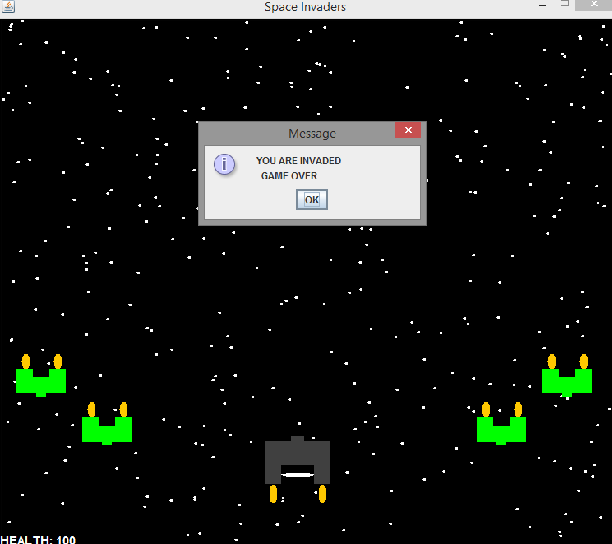 Space Invaders
Message
YOU ARE INVADED
GAME OVER
OK
HEALTH: 100